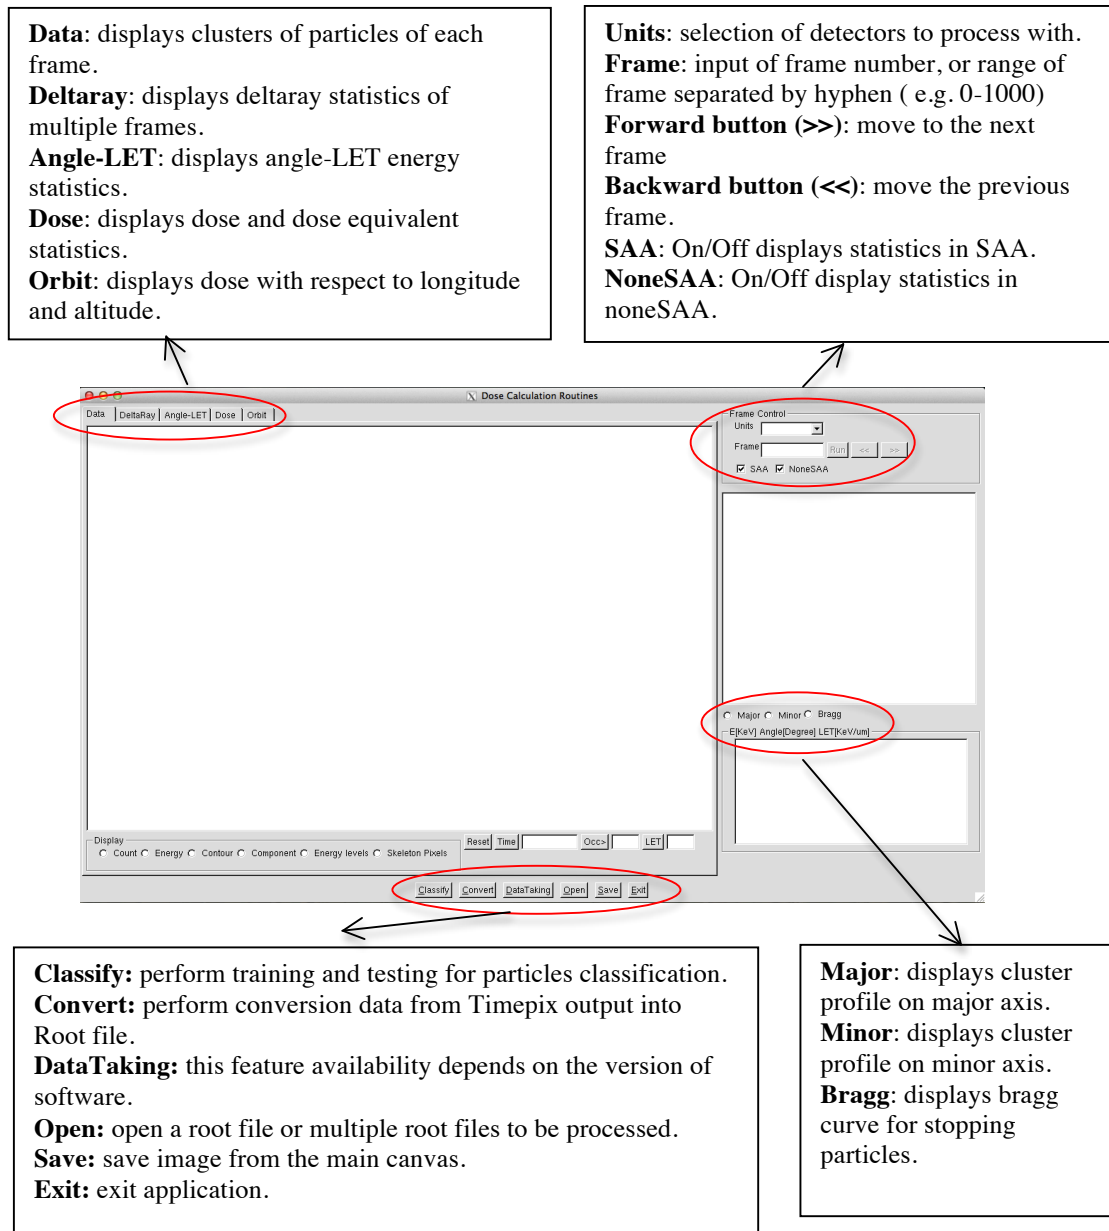 Data: displays clusters of particles of each
frame.
Deltaray: displays deltaray statistics of
multiple frames.
Angle-LET: displays angle-LET energy
statistics.
Dose: displays dose and dose equivalent
statistics.
Orbit: displays dose with respect to longitude
and altitude.
Units: selection of detectors to process with.
Frame: input of frame number, or range of
frame separated by hyphen ( e.g. 0-1000)
Forward button (>>): move to the next
frame
Backward button (<<): move the previous
frame.
SAA: On/Off displays statistics in SAA.
NoneSAA: On/Off display statistics in
noneSAA.
X Dose Calculation Routines
Data DeltaRay Angle-LET Dose Orbit
Frame Control
Units
Frame Run << >>
SAA NoneSAA
Major Minor Bragg
E[KeV] Angle[Degree] LET[KeV/um]
Display
Count Energy Contour Component Energy levels Skeleton Pixels
Reset Time Occ> LET
Classify Convert DataTaking Open Save Exit
Classify: perform training and testing for particles classification.
Convert: perform conversion data from Timepix output into
Root file.
DataTaking: this feature availability depends on the version of
software.
Open: open a root file or multiple root files to be processed.
Save: save image from the main canvas.
Exit: exit application.
Major: displays cluster
profile on major axis.
Minor: displays cluster
profile on minor axis.
Bragg: displays bragg
curve for stopping
particles.